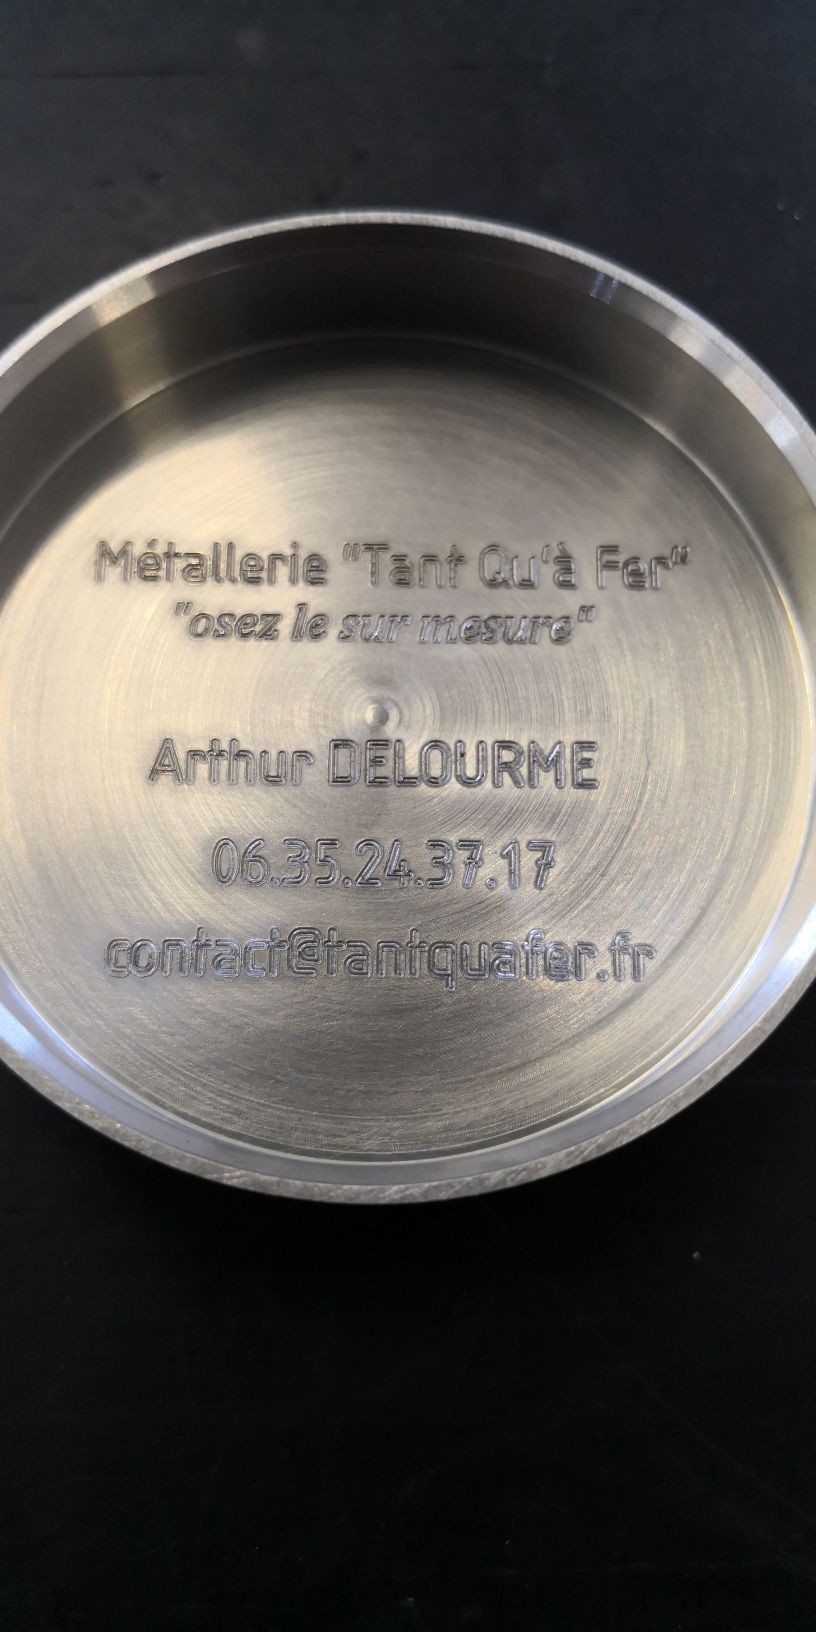 Métallerie "Tant Qu'à Fer"
"osez le sur mesure"
Arthur DELOURME
06.35.24.37.17
contact@tantquafer.fr